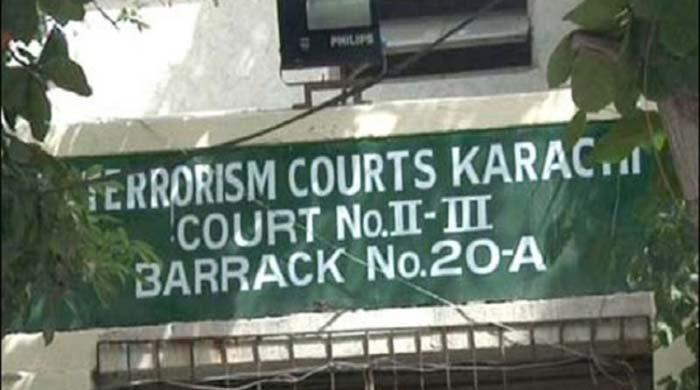 PHILIPS
TERRORISM COURTS KARACHI
COURT No.II-III
BARRACK No.20-A